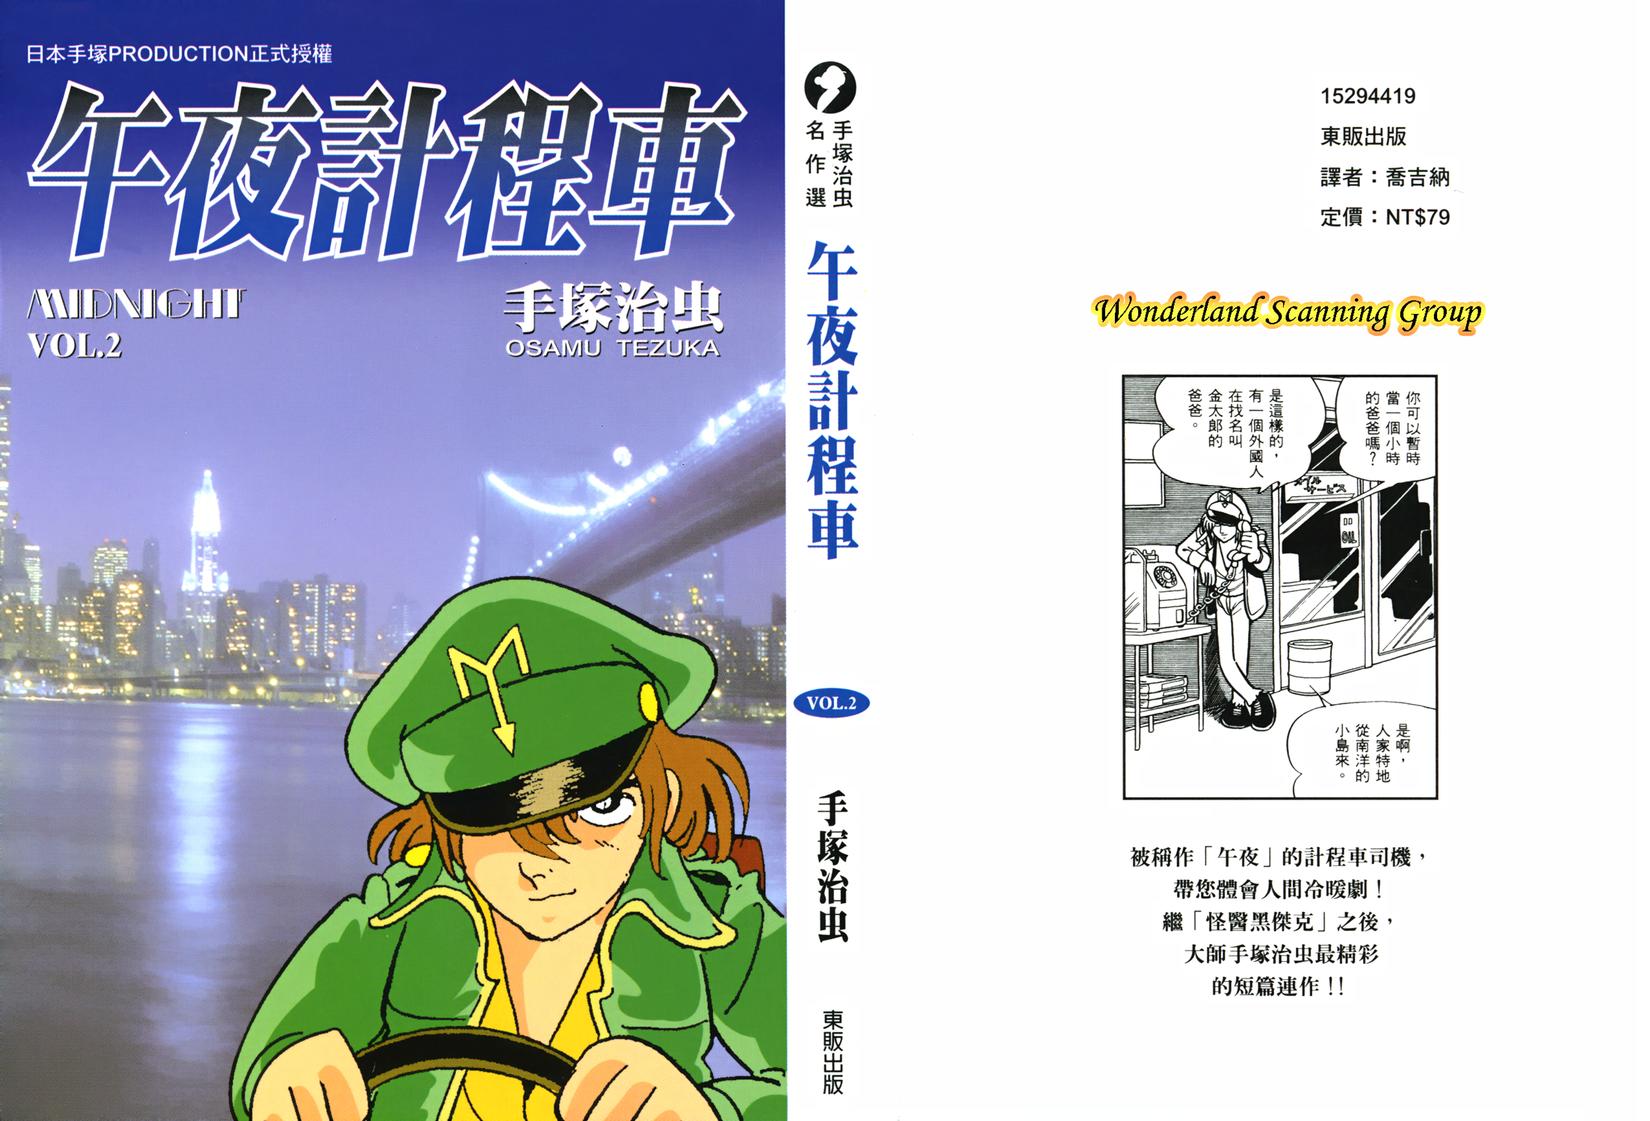 日本手塚PRODUCTION正式授權
午夜計程車
MIDNIGHT
VOL.2
手塚治虫
OSAMU TEZUKA
手塚治虫
名作選
午夜計程車
VOL.2
手塚治虫
東販出版
15294419
東販出版
譯者：喬吉納
定價：NT$79
Wonderland Scanning Group
你可以暫時
當一個小時
的爸爸嗎？
是這樣的，
有一個外國人
在找名叫
金太郎的
爸爸。
オイル
サービス
OIL
是啊，
人家特地
從南洋的
小島來。
被稱作「午夜」的計程車司機，
帶您體會人間冷暖劇！
繼「怪醫黑傑克」之後，
大師手塚治虫最精彩
的短篇連作！！